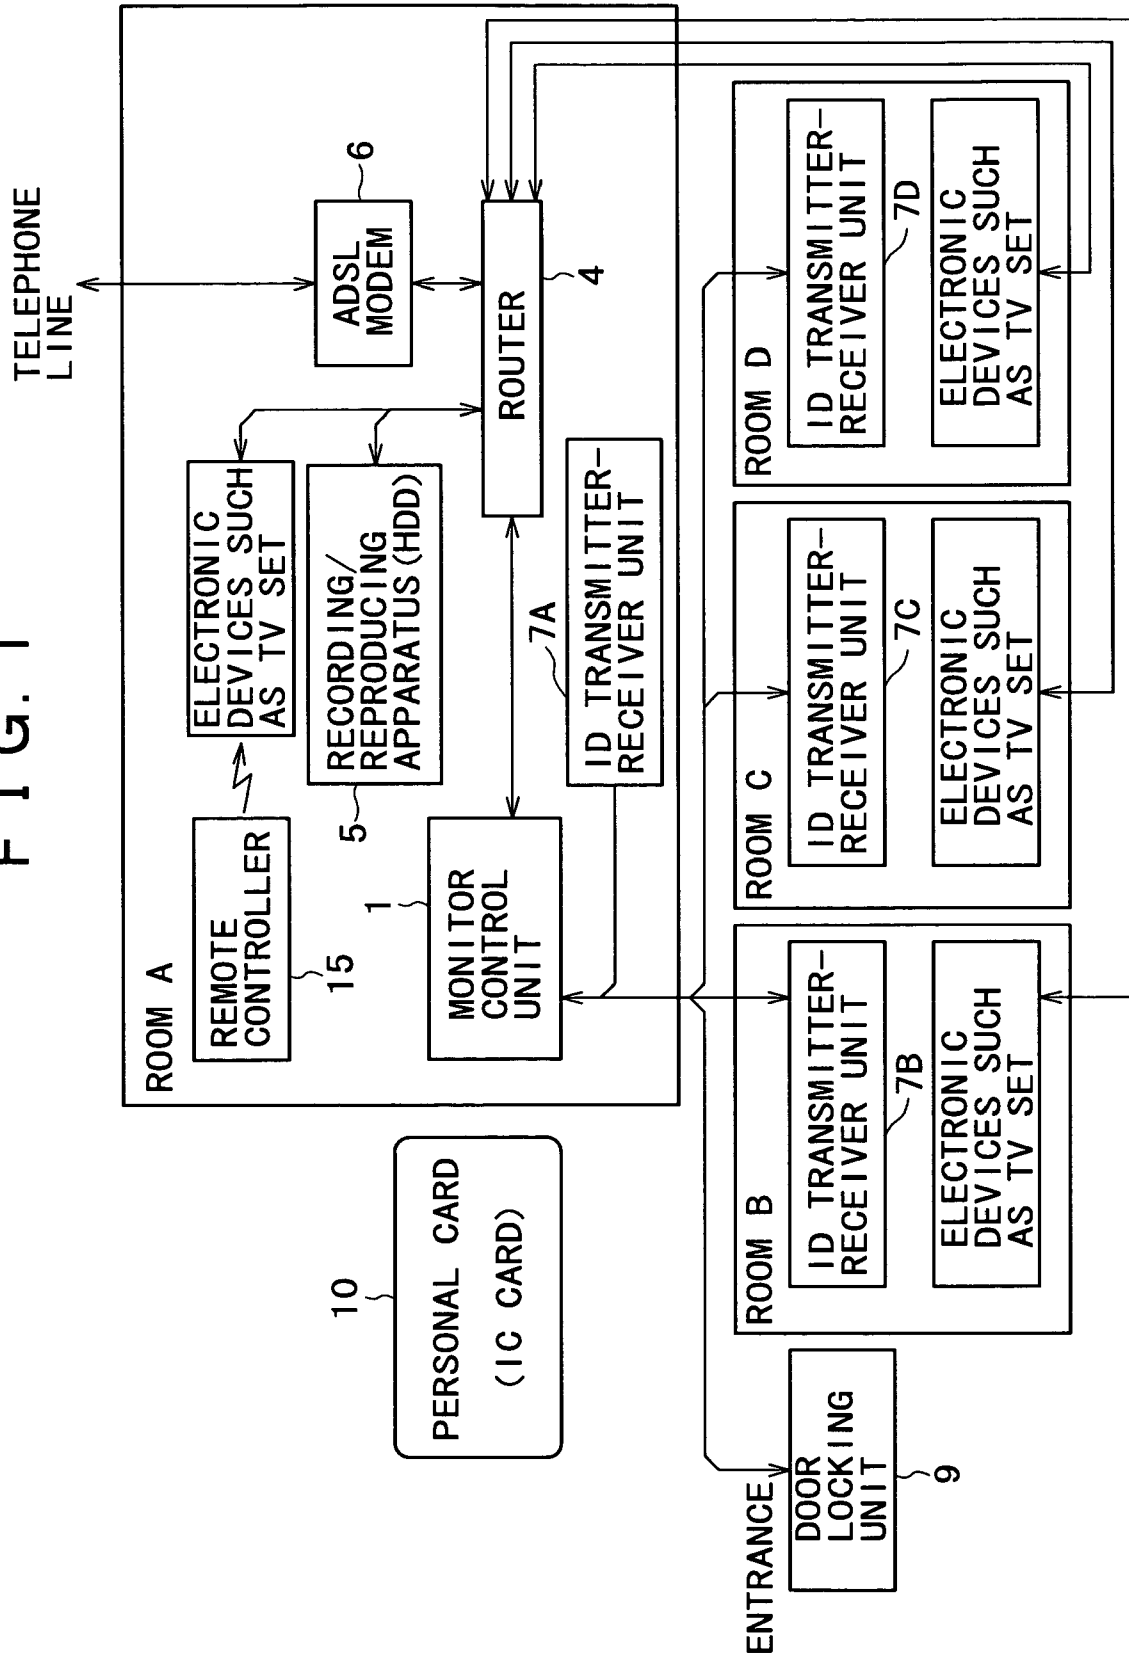 FIG. 1
TELEPHONE
LINE
ROOM A
REMOTE
CONTROLLER
15
ELECTRONIC
DEVICES SUCH
AS TV SET
RECORDING/
REPRODUCING
APPARATUS(HDD)
5
ADSL
MODEM
6
MONITOR
CONTROL
UNIT
1
ROUTER
4
7A
ID TRANSMITTER-
RECEIVER UNIT
10
PERSONAL CARD
(IC CARD)
ENTRANCE
DOOR
LOCKING
UNIT
9
ROOM B
ID TRANSMITTER-
RECEIVER UNIT
7B
ELECTRONIC
DEVICES SUCH
AS TV SET
ROOM C
ID TRANSMITTER-
RECEIVER UNIT
7C
ELECTRONIC
DEVICES SUCH
AS TV SET
ROOM D
ID TRANSMITTER-
RECEIVER UNIT
7D
ELECTRONIC
DEVICES SUCH
AS TV SET